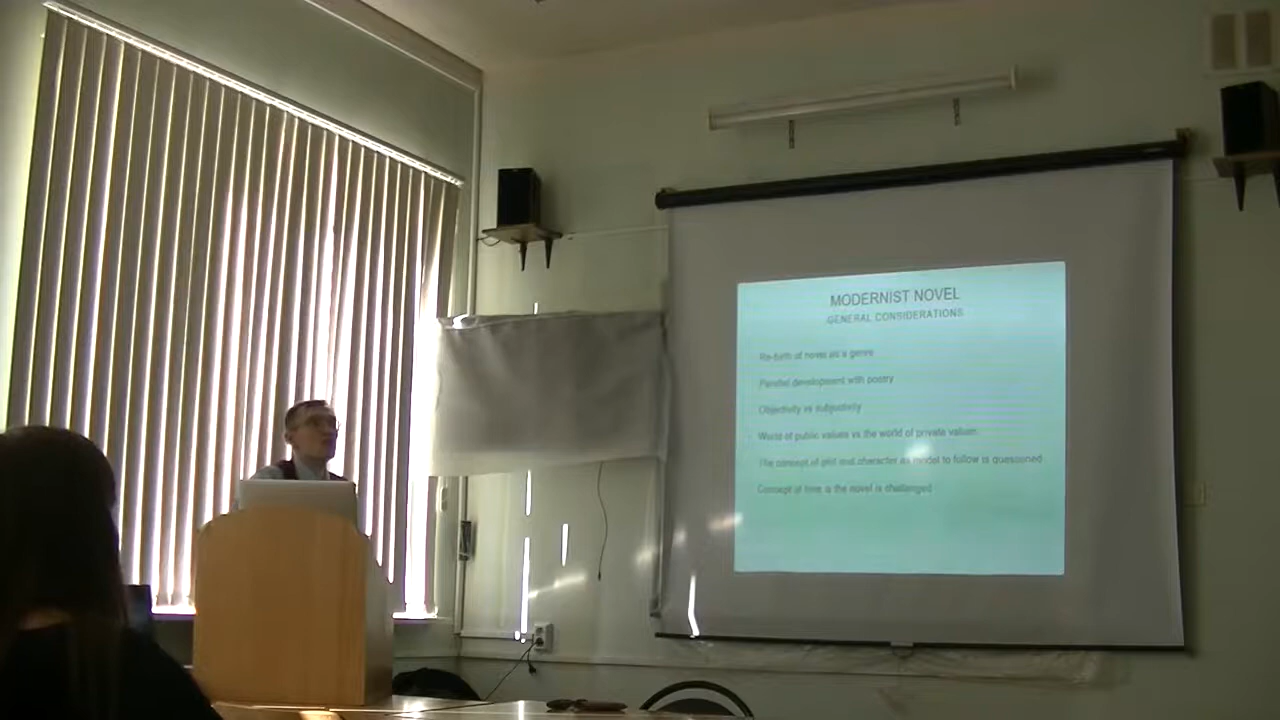 MODERNIST NOVEL
GENERAL CONSIDERATIONS
Re-birth of novel as a genre
Parallel development with poetry
Objectivity vs subjectivity
World of public values vs the world of private values
The concept of plot and character as model to follow is questioned
Concept of time is the novel is challenged